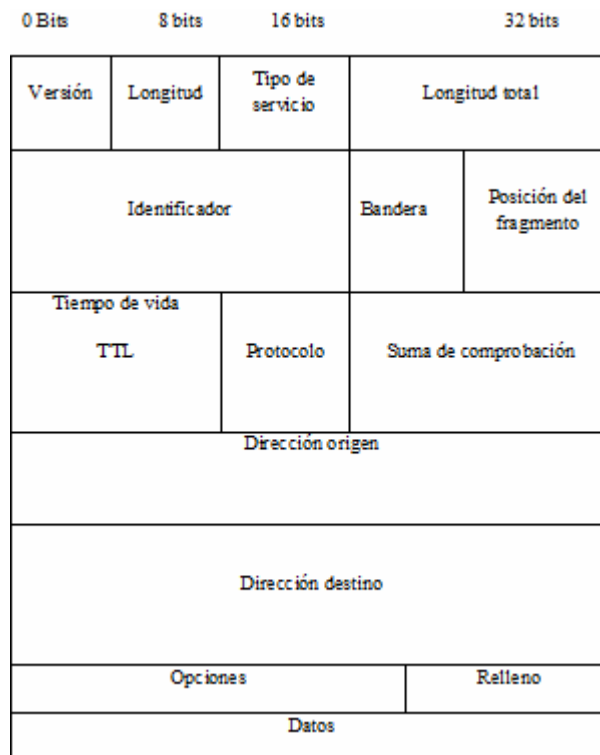 0 Bits 8 bits 16 bits 32 bits
Versión Longitud Tipo de servicio Longitud total
Identificador Bandera Posición del fragmento
Tiempo de vida
TTL Protocolo Suma de comprobación
Dirección origen
Dirección destino
Opciones Relleno
Datos